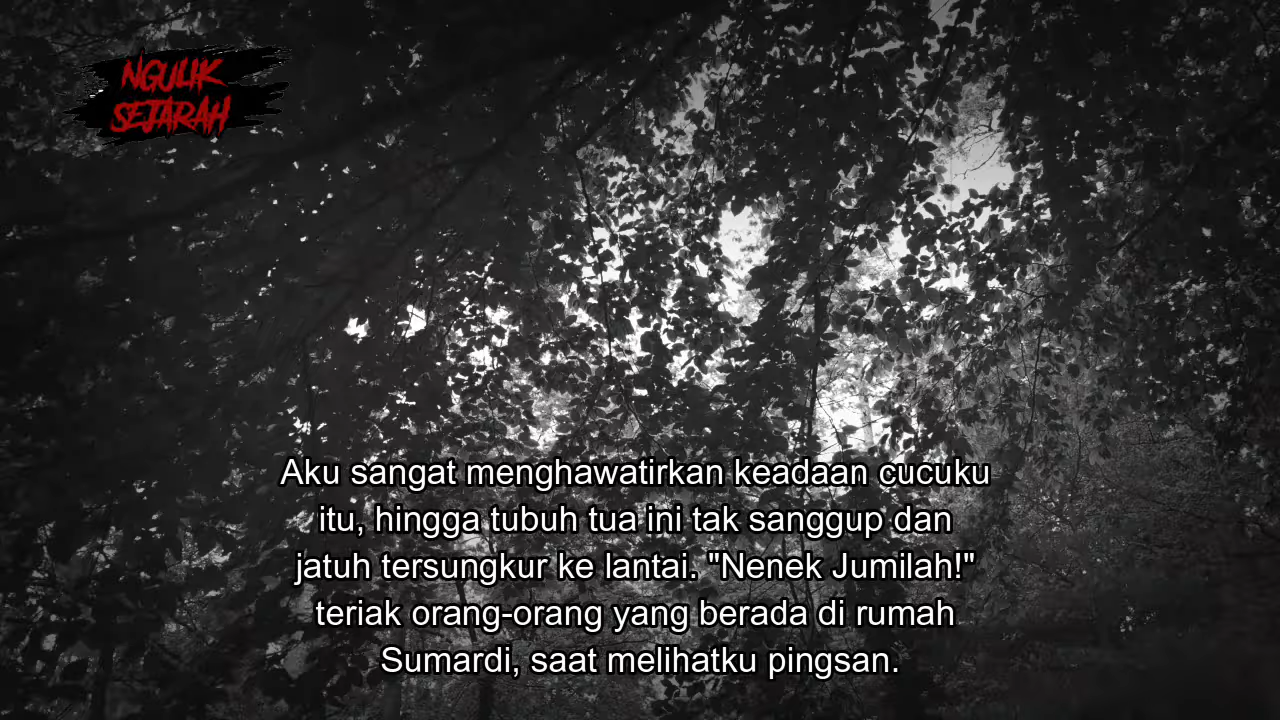 NGULIK
SEJARAH
Aku sangat menghawatirkan keadaan cucuku
itu, hingga tubuh tua ini tak sanggup dan
jatuh tersungkur ke lantai. "Nenek Jumilah!"
teriak orang-orang yang berada di rumah
Sumardi, saat melihatku pingsan.